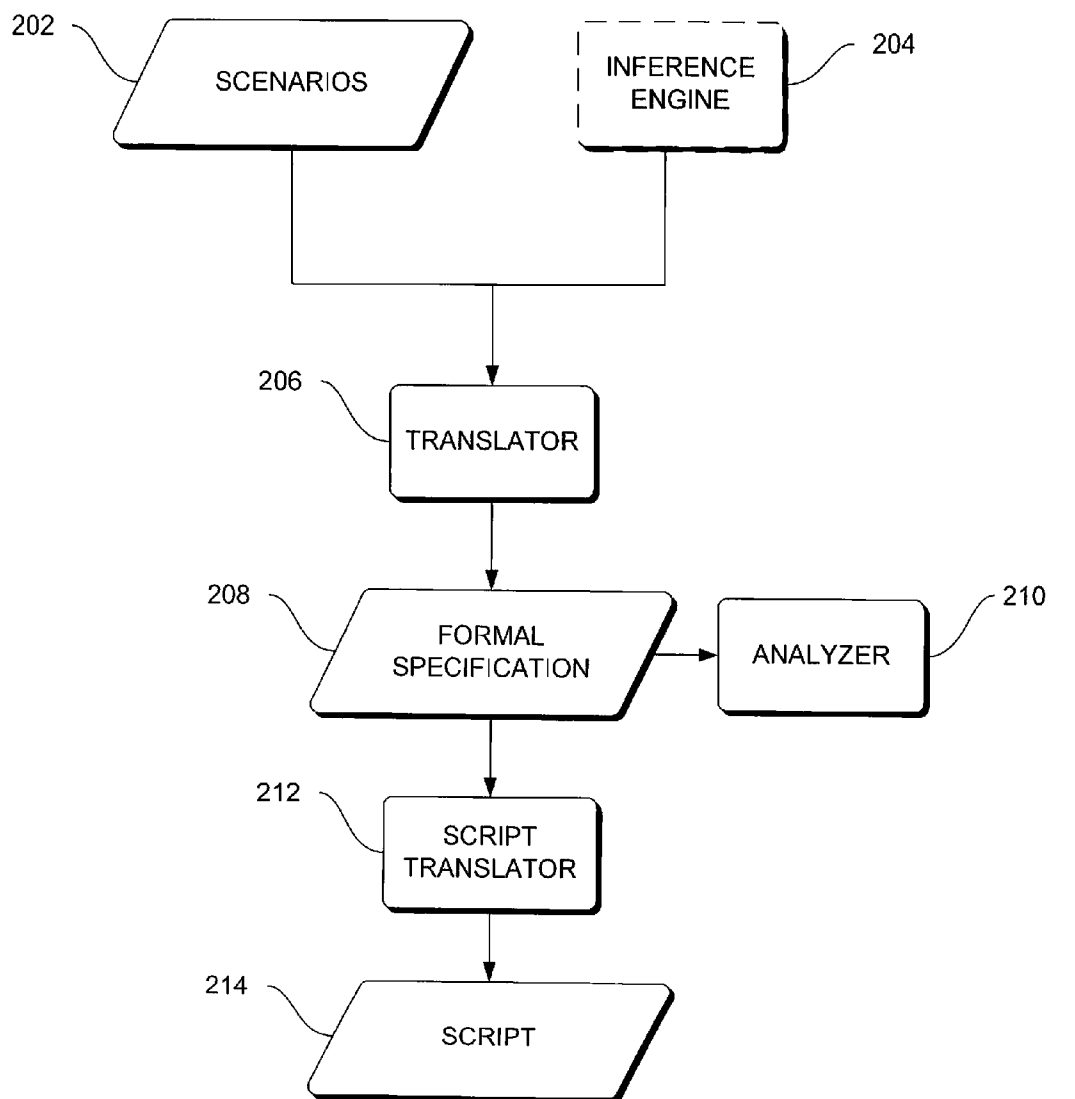 202
SCENARIOS
INFERENCE
ENGINE
204
206
TRANSLATOR
208
FORMAL
SPECIFICATION
210
ANALYZER
212
SCRIPT
TRANSLATOR
214
SCRIPT